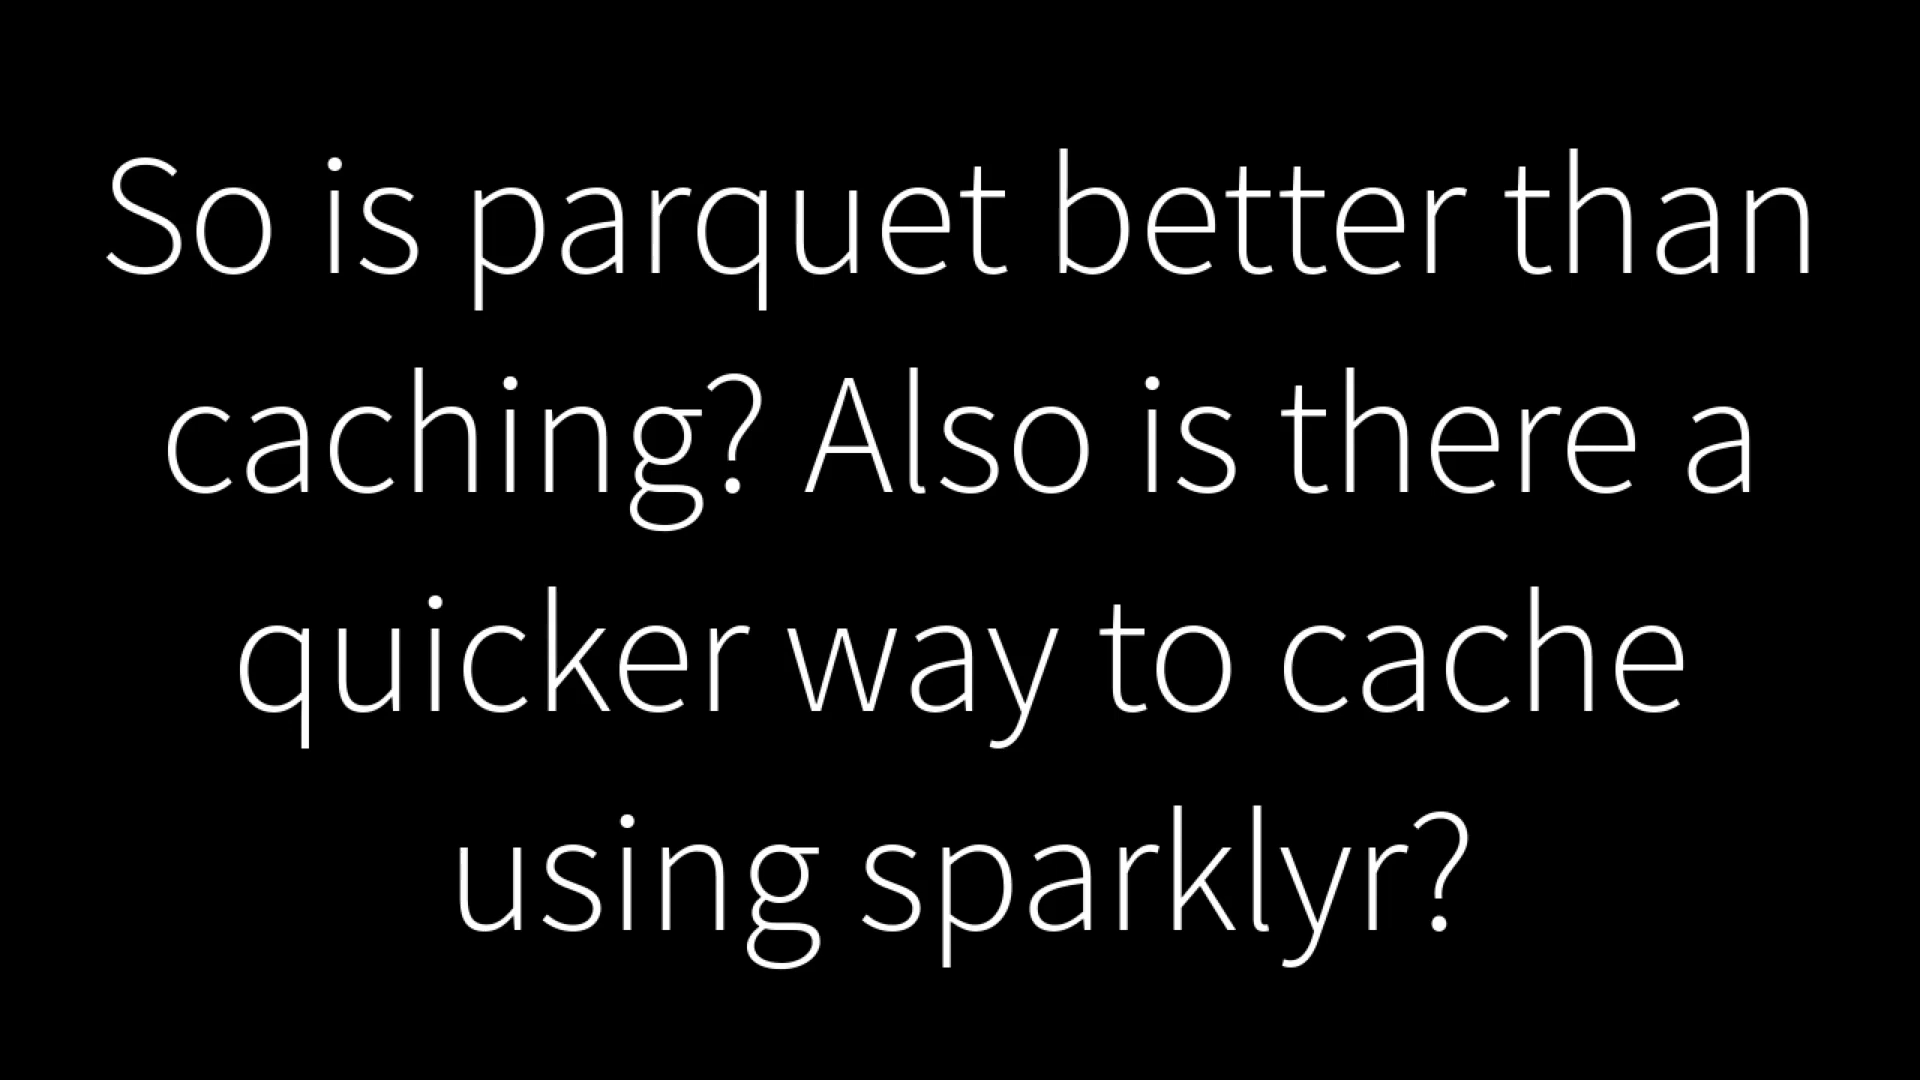 So is parquet better than
caching? Also is there a
quicker way to cache
using sparklyr?